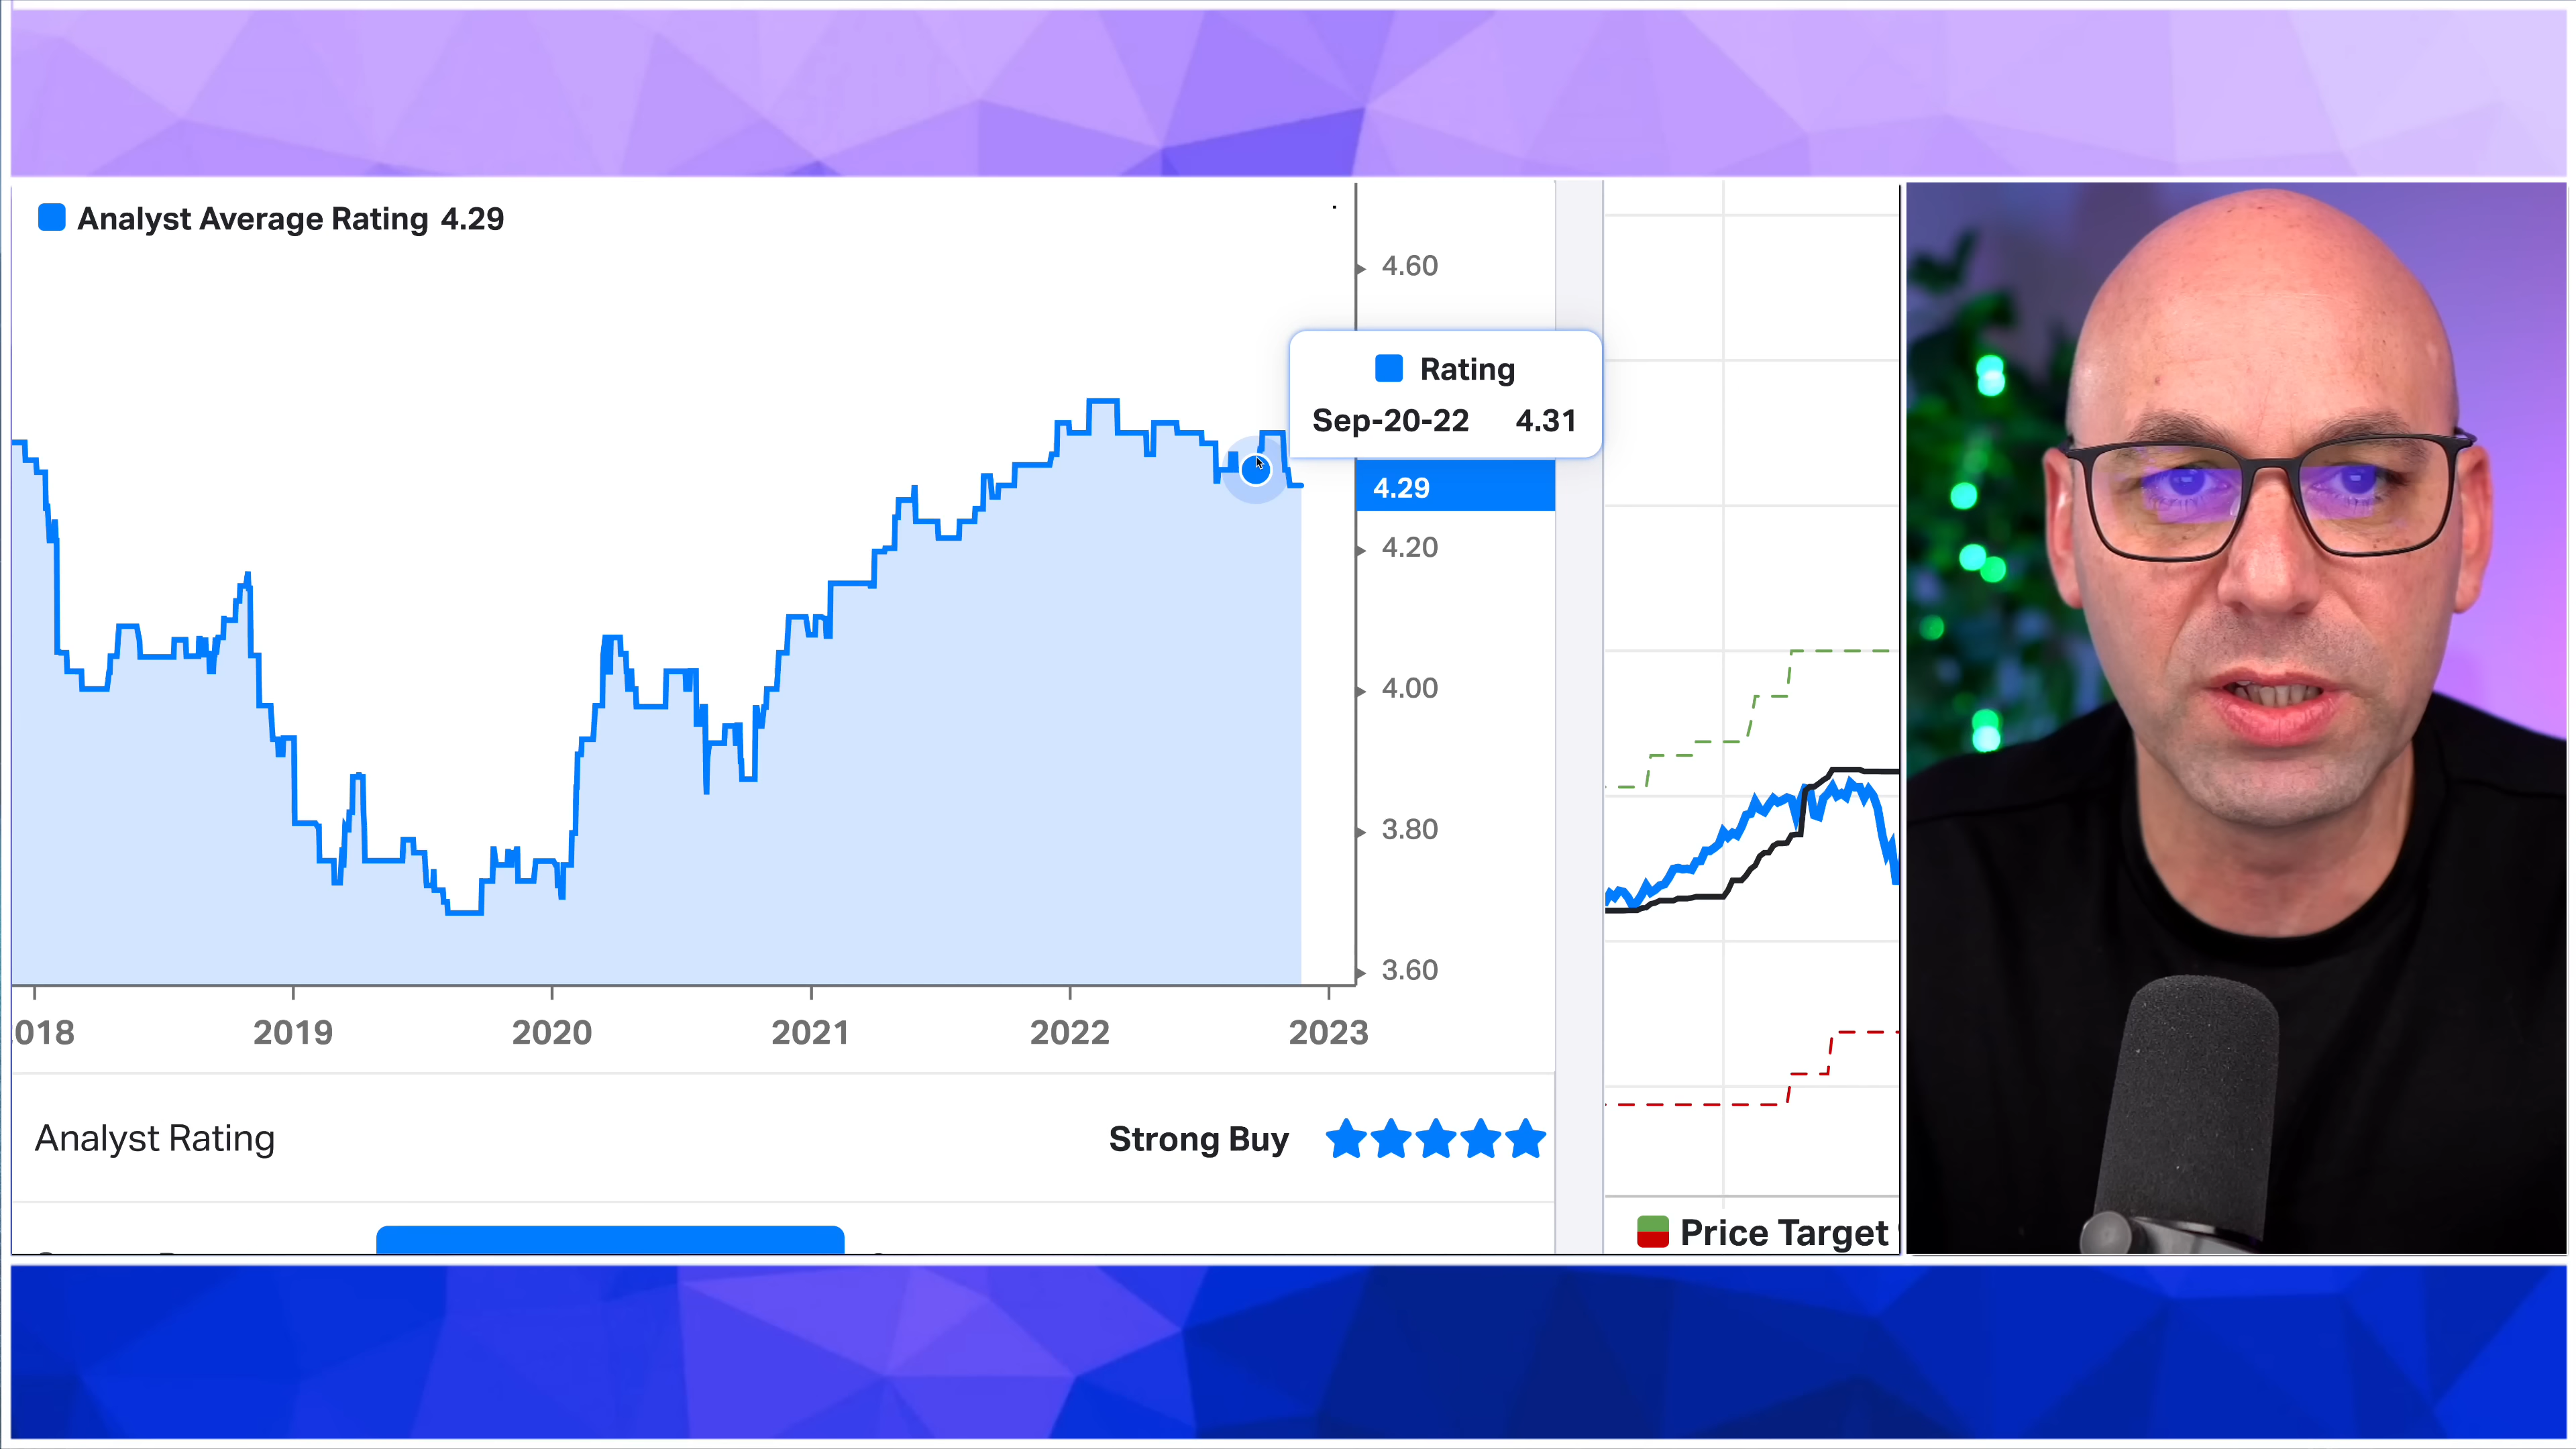 Analyst Average Rating 4.29
4.60
Rating
Sep-20-22 4.31
4.29
4.20
4.00
3.80
3.60
018 2019 2020 2021 2022 2023
Analyst Rating Strong Buy
Price Target